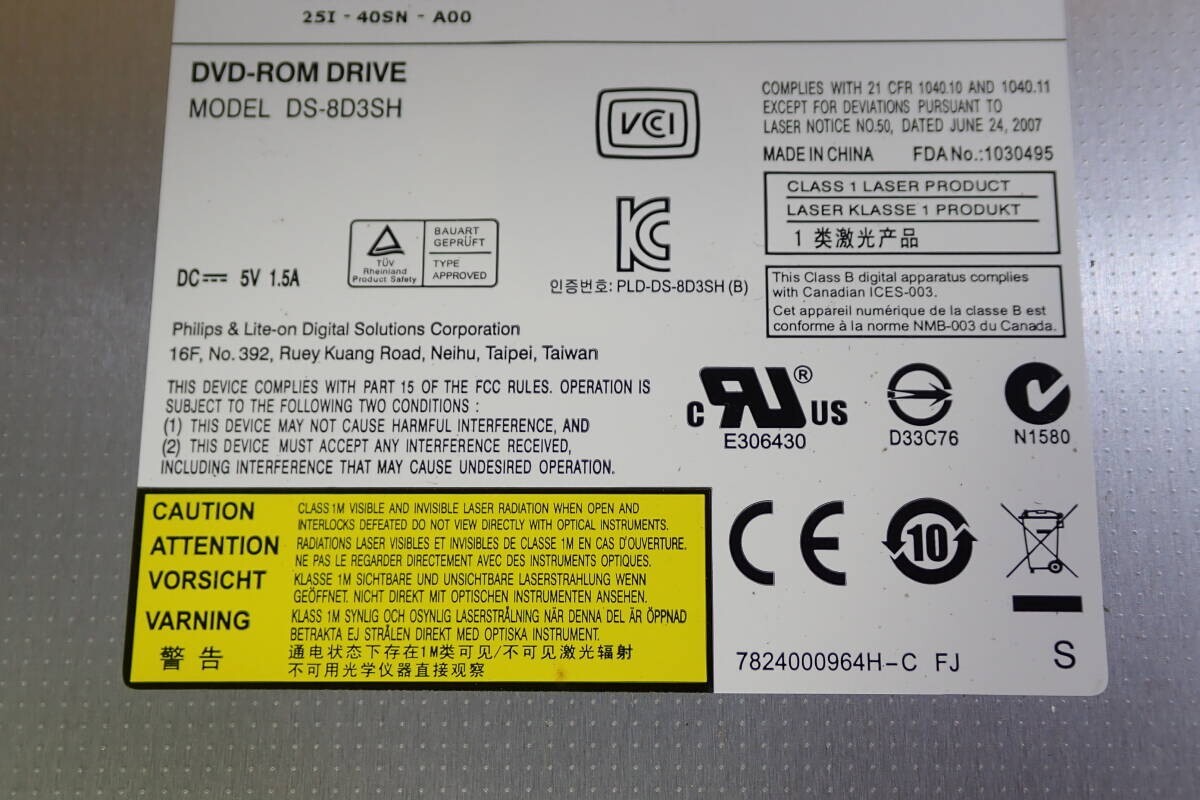 25I - 40SN - A00
DVD-ROM DRIVE
MODEL DS-8D3SH
VCCI
COMPLIES WITH 21 CFR 1040.10 AND 1040.11
EXCEPT FOR DEVIATIONS PURSUANT TO
LASER NOTICE NO.50, DATED JUNE 24, 2007
MADE IN CHINA FDA No.:1030495
CLASS 1 LASER PRODUCT
LASER KLASSE 1 PRODUKT
1 类激光产品
DC 5V 1.5A
TÜV
Rheinland
Product Safety
BAUART
GEPRÜFT
TYPE
APPROVED
인증번호: PLD-DS-8D3SH (B)
This Class B digital apparatus complies
with Canadian ICES-003.
Cet appareil numérique de la classe B est
conforme à la norme NMB-003 du Canada.
Philips & Lite-on Digital Solutions Corporation
16F, No. 392, Ruey Kuang Road, Neihu, Taipei, Taiwan
THIS DEVICE COMPLIES WITH PART 15 OF THE FCC RULES. OPERATION IS
SUBJECT TO THE FOLLOWING TWO CONDITIONS :
(1) THIS DEVICE MAY NOT CAUSE HARMFUL INTERFERENCE, AND
(2) THIS DEVICE MUST ACCEPT ANY INTERFERENCE RECEIVED,
INCLUDING INTERFERENCE THAT MAY CAUSE UNDESIRED OPERATION.
C RU ® US
E306430
D33C76
N1580
CAUTION CLASS 1M VISIBLE AND INVISIBLE LASER RADIATION WHEN OPEN AND
INTERLOCKS DEFEATED DO NOT VIEW DIRECTLY WITH OPTICAL INSTRUMENTS.
ATTENTION RADIATIONS LASER VISIBLES ET INVISIBLES DE CLASSE 1M EN CAS D'OUVERTURE.
NE PAS LE REGARDER DIRECTEMENT AVEC DES INSTRUMENTS OPTIQUES.
VORSICHT KLASSE 1M SICHTBARE UND UNSICHTBARE LASERSTRAHLUNG WENN
GEÖFFNET. NICHT DIREKT MIT OPTISCHEN INSTRUMENTEN ANSEHEN.
VARNING KLASS 1M SYNLIG OCH OSYNLIG LASERSTRÅLNING NÄR DENNA DEL ÄR ÖPPNAD
BETRAKTA EJ STRÅLEN DIREKT MED OPTISKA INSTRUMENT.
警告 通电状态下存在1M类可见/不可见激光辐射
不可用光学仪器直接观察
CE
10
7824000964H-C FJ S